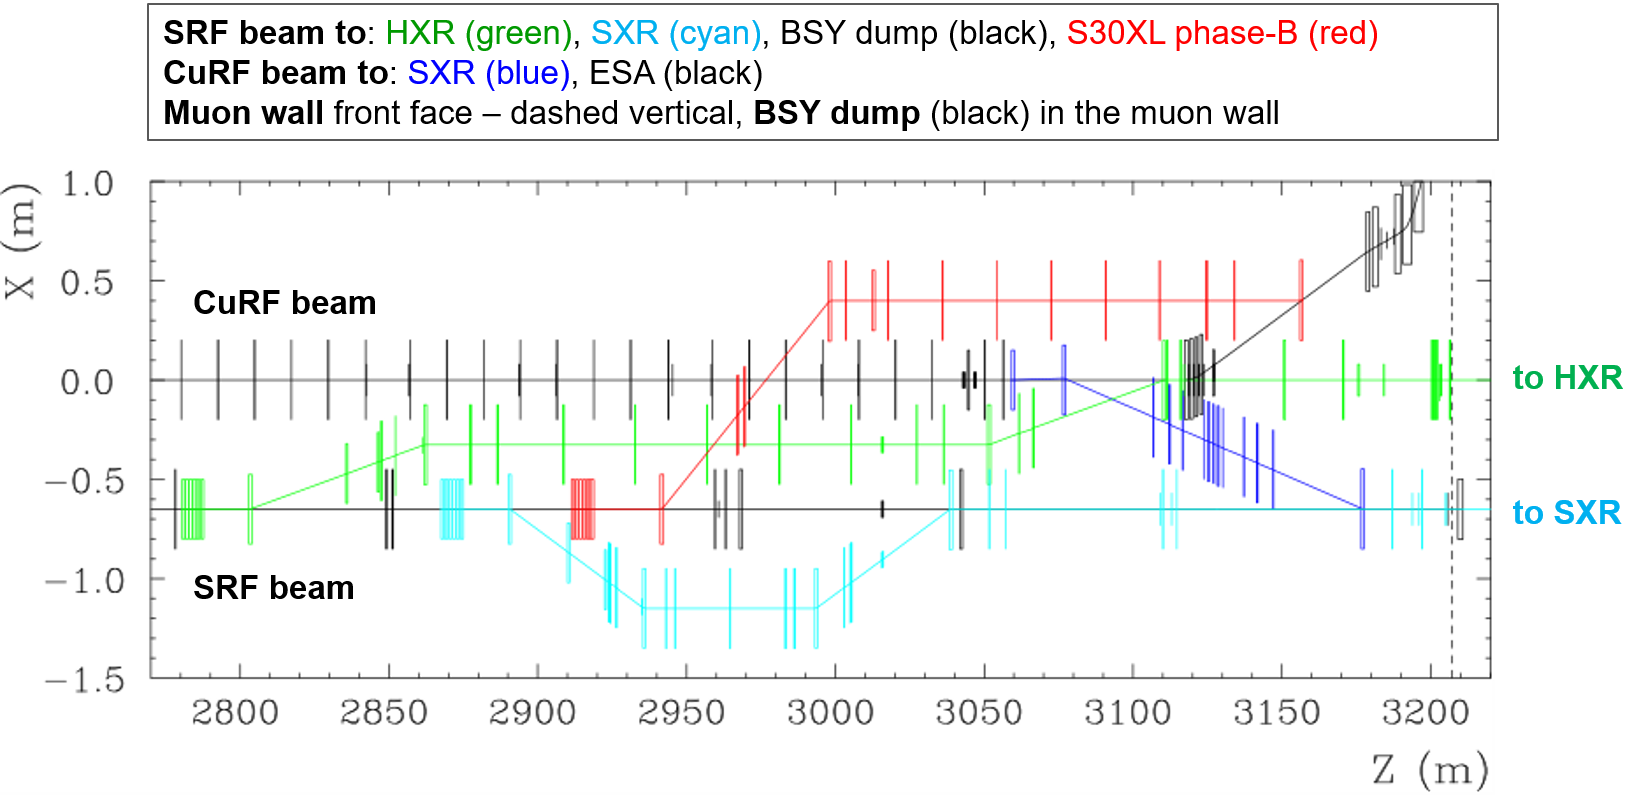 SRF beam to: HXR (green), SXR (cyan), BSY dump (black), S30XL phase-B (red)
CuRF beam to: SXR (blue), ESA (black)
Muon wall front face – dashed vertical, BSY dump (black) in the muon wall
X (m)
1.0
0.5
0.0
−0.5
−1.0
−1.5
CuRF beam
SRF beam
to HXR
to SXR
2800 2850 2900 2950 3000 3050 3100 3150 3200
Z (m)